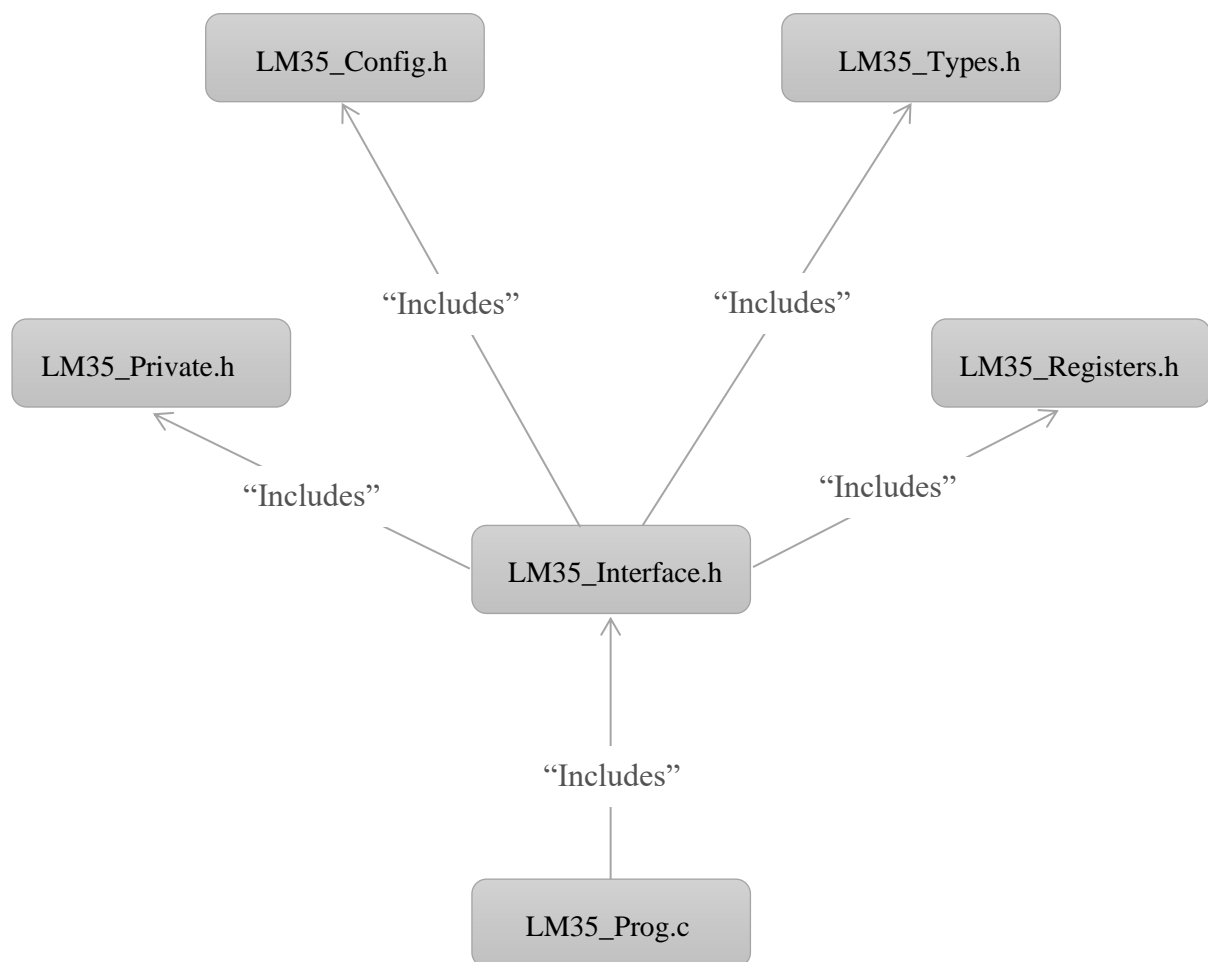 LM35_Config.h
LM35_Types.h
“Includes”
“Includes”
LM35_Private.h
LM35_Registers.h
“Includes”
“Includes”
LM35_Interface.h
“Includes”
LM35_Prog.c